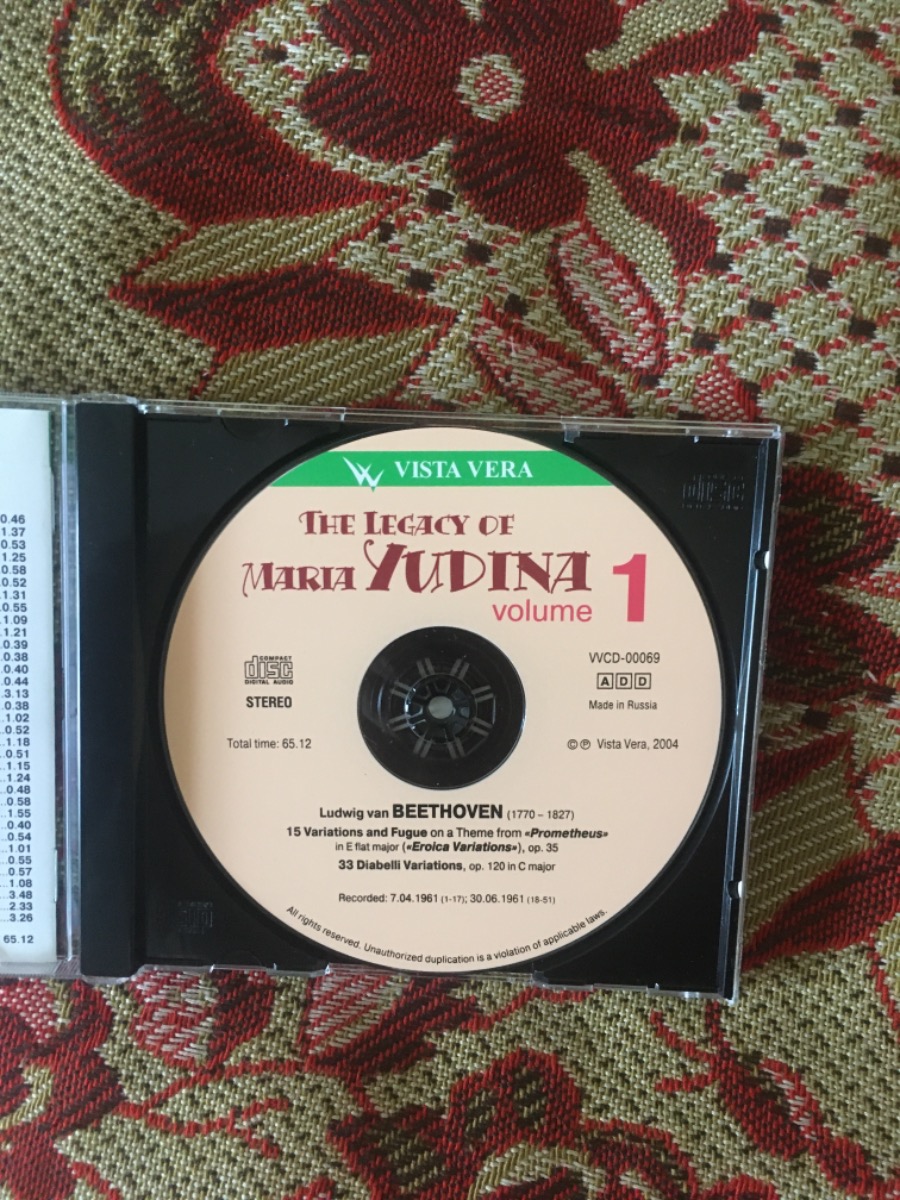 0.46
1.37
0.53
1.25
0.58
0.52
1.31
0.55
1.09
1.21
0.39
0.38
0.40
0.44
3.13
0.38
1.02
0.52
1.18
0.51
1.15
1.24
0.48
0.58
1.55
0.40
0.54
1.01
0.55
0.57
1.08
3.48
2.33
3.26
65.12
VISTA VERA
THE LEGACY OF
MARIA YUDINA
volume 1
COMPACT
disc
DIGITAL AUDIO
STEREO
VVCD-00069
ADD
Made in Russia
Total time: 65.12
©℗ Vista Vera, 2004
Ludwig van BEETHOVEN (1770 – 1827)
15 Variations and Fugue on a Theme from «Prometheus»
in E flat major («Eroica Variations»), op. 35
33 Diabelli Variations, op. 120 in C major
Recorded: 7.04.1961 (1-17); 30.06.1961 (18-51)
All rights reserved. Unauthorized duplication is a violation of applicable laws.